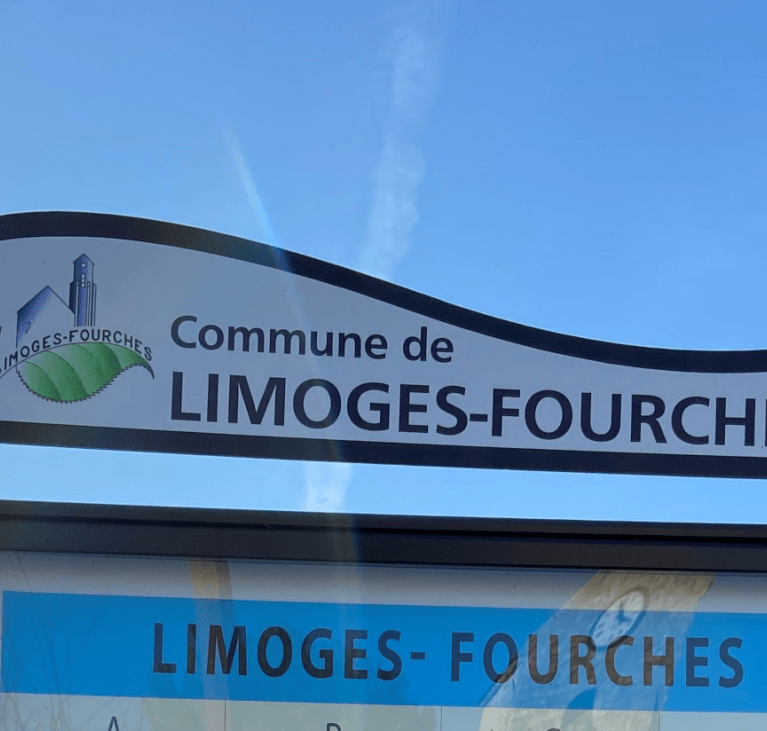 LIMOGES-FOURCHES
Commune de
LIMOGES-FOURCH
LIMOGES- FOURCHES